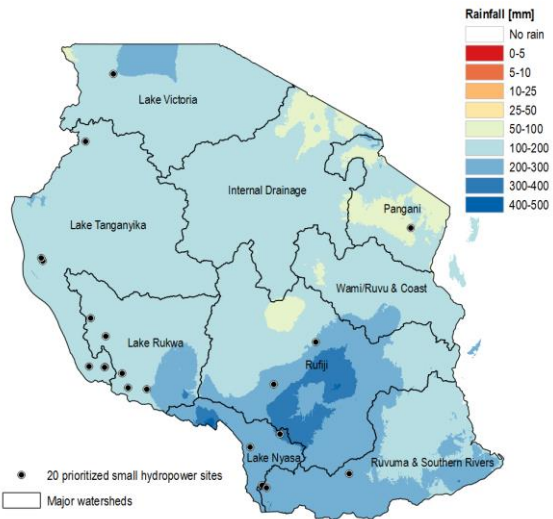 Rainfall [mm]
No rain
0-5
5-10
10-25
25-50
50-100
100-200
200-300
300-400
400-500
Lake Victoria
Internal Drainage
Pangani
Lake Tanganyika
Wami/Ruvu & Coast
Lake Rukwa
Rufiji
Lake Nyasa
Ruvuma & Southern Rivers
20 prioritized small hydropower sites
Major watersheds